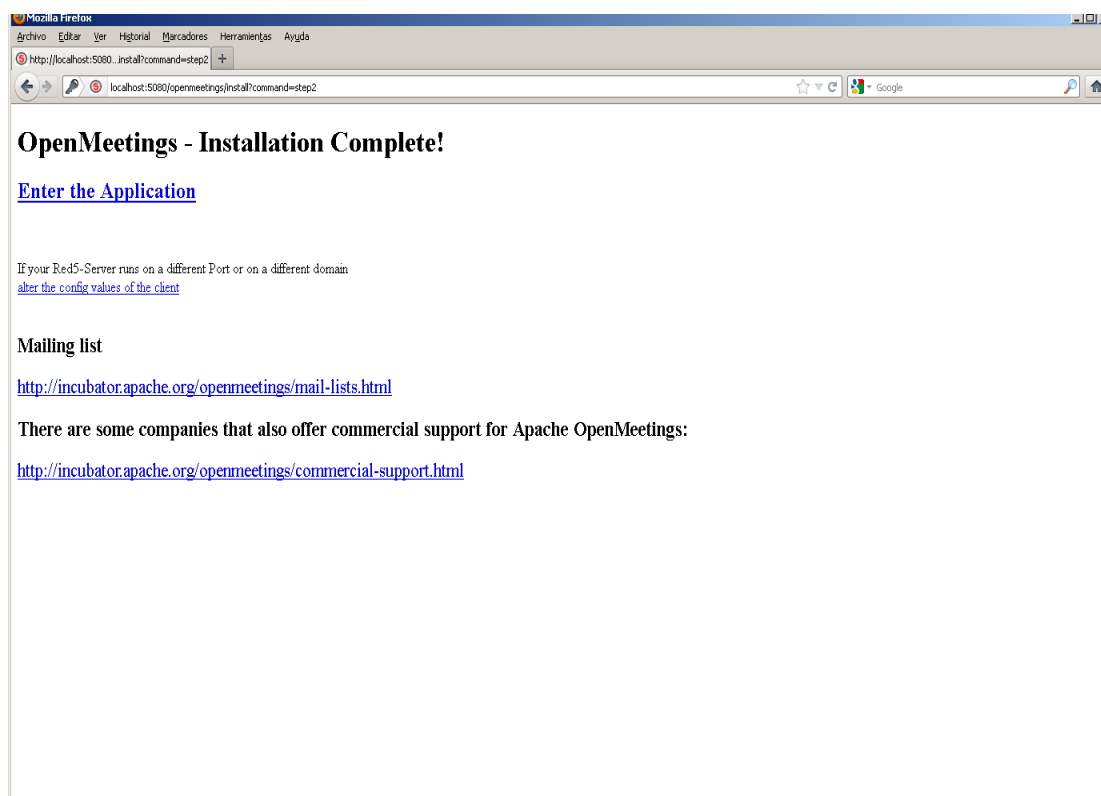 Mozilla Firefox
Archivo Editar Ver Historial Marcadores Herramientas Ayuda
http://localhost:5080...install?command=step2
localhost:5080/openmeetings/install?command=step2
Google
OpenMeetings - Installation Complete!
Enter the Application
If your Red5-Server runs on a different Port or on a different domain
alter the config values of the client
Mailing list
http://incubator.apache.org/openmeetings/mail-lists.html
There are some companies that also offer commercial support for Apache OpenMeetings:
http://incubator.apache.org/openmeetings/commercial-support.html